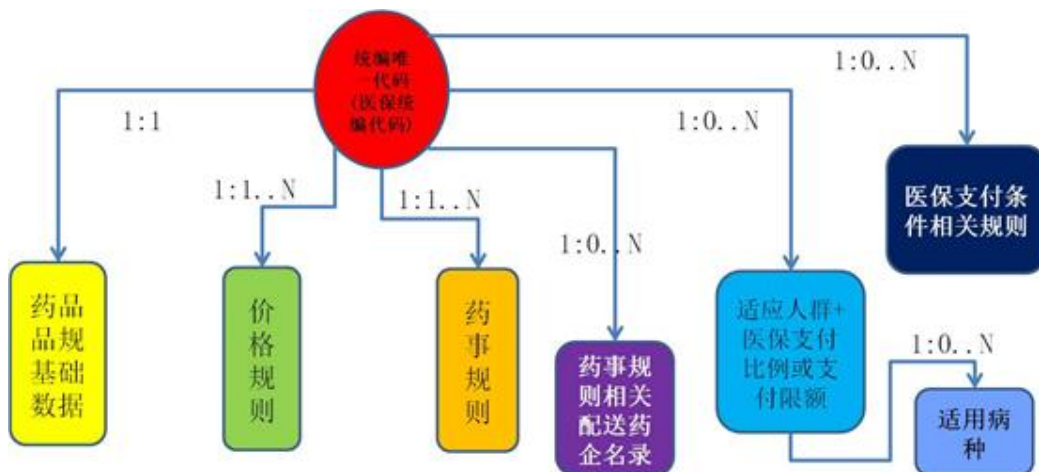 统编唯
一代码
(医保统
编代码)
1:1
1:1..N
1:1..N
1:0..N
1:0..N
1:0..N
药品
品规
基础
数据
价
格
规
则
药
事
规
则
药事规
则相关
配送药
企名录
适应人群+
医保支付
比例或支
付限额
医保支付条
件相关规则
1:0..N
适用病
种